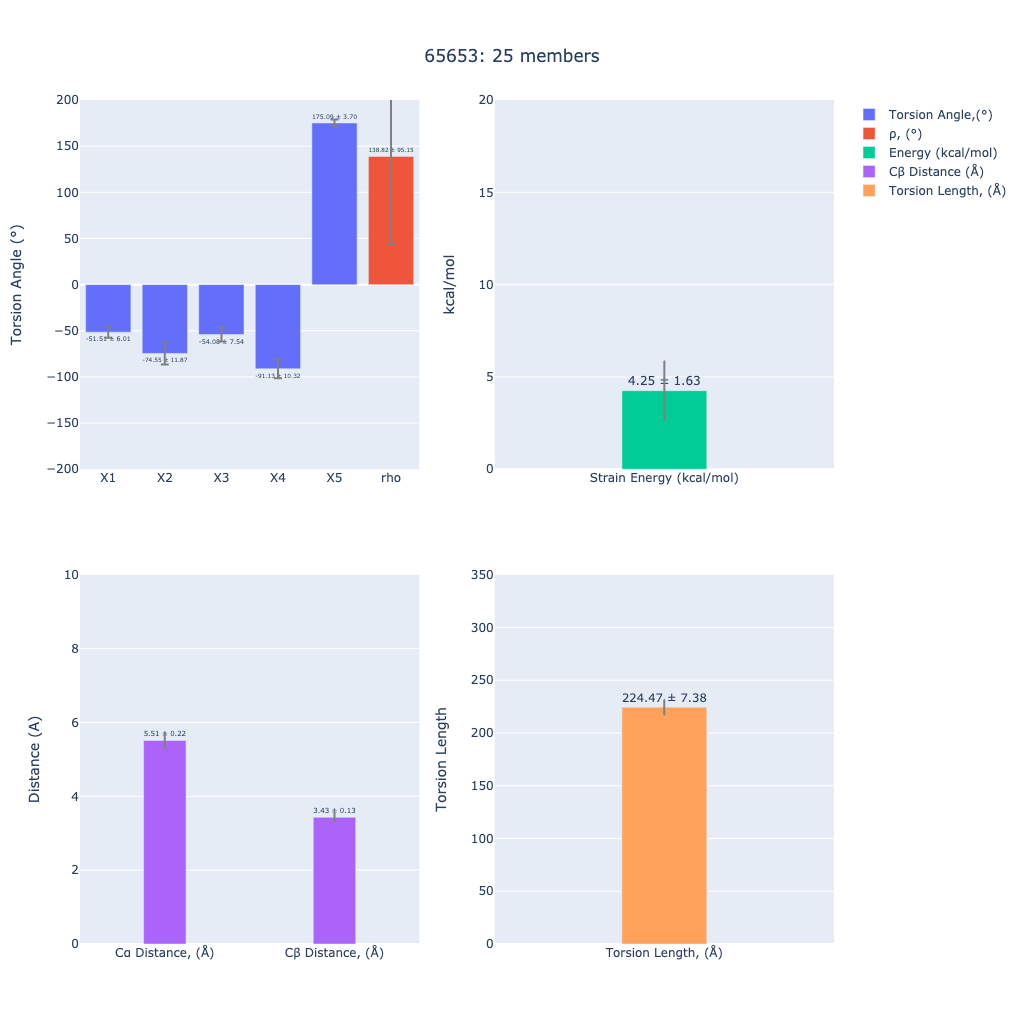 65653: 25 members
Torsion Angle (°)
200
150
100
50
0
−50
−100
−150
−200
175.09 ± 3.70
138.82 ± 95.15
-51.51 ± 6.01
-74.55 ± 11.87
-54.08 ± 7.54
-91.13 ± 10.32
X1 X2 X3 X4 X5 rho
kcal/mol
20
15
10
5
0
4.25 ± 1.63
Strain Energy (kcal/mol)
Torsion Angle,(°)
ρ, (°)
Energy (kcal/mol)
Cβ Distance (Å)
Torsion Length, (Å)
Distance (A)
10
8
6
4
2
0
5.51 ± 0.22
3.43 ± 0.13
Cα Distance, (Å) Cβ Distance, (Å)
Torsion Length
350
300
250
200
150
100
50
0
224.47 ± 7.38
Torsion Length, (Å)